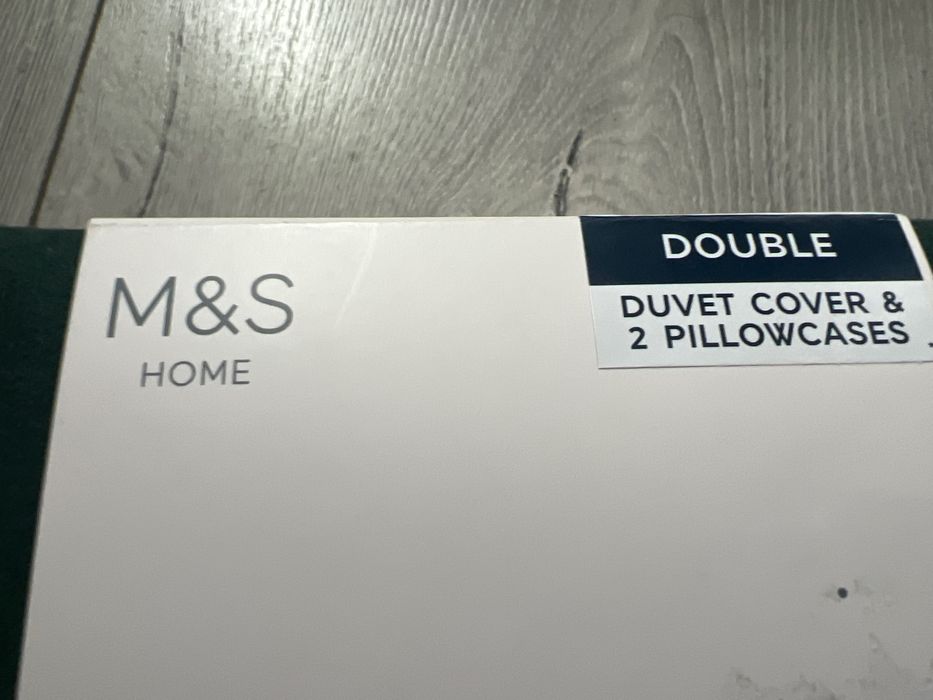 M&S
HOME
DOUBLE
DUVET COVER &
2 PILLOWCASES